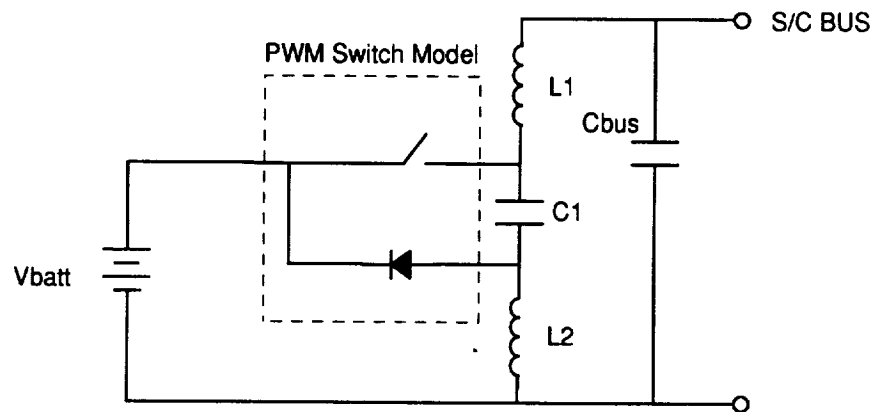 S/C BUS
PWM Switch Model
L1
Cbus
C1
Vbatt
L2